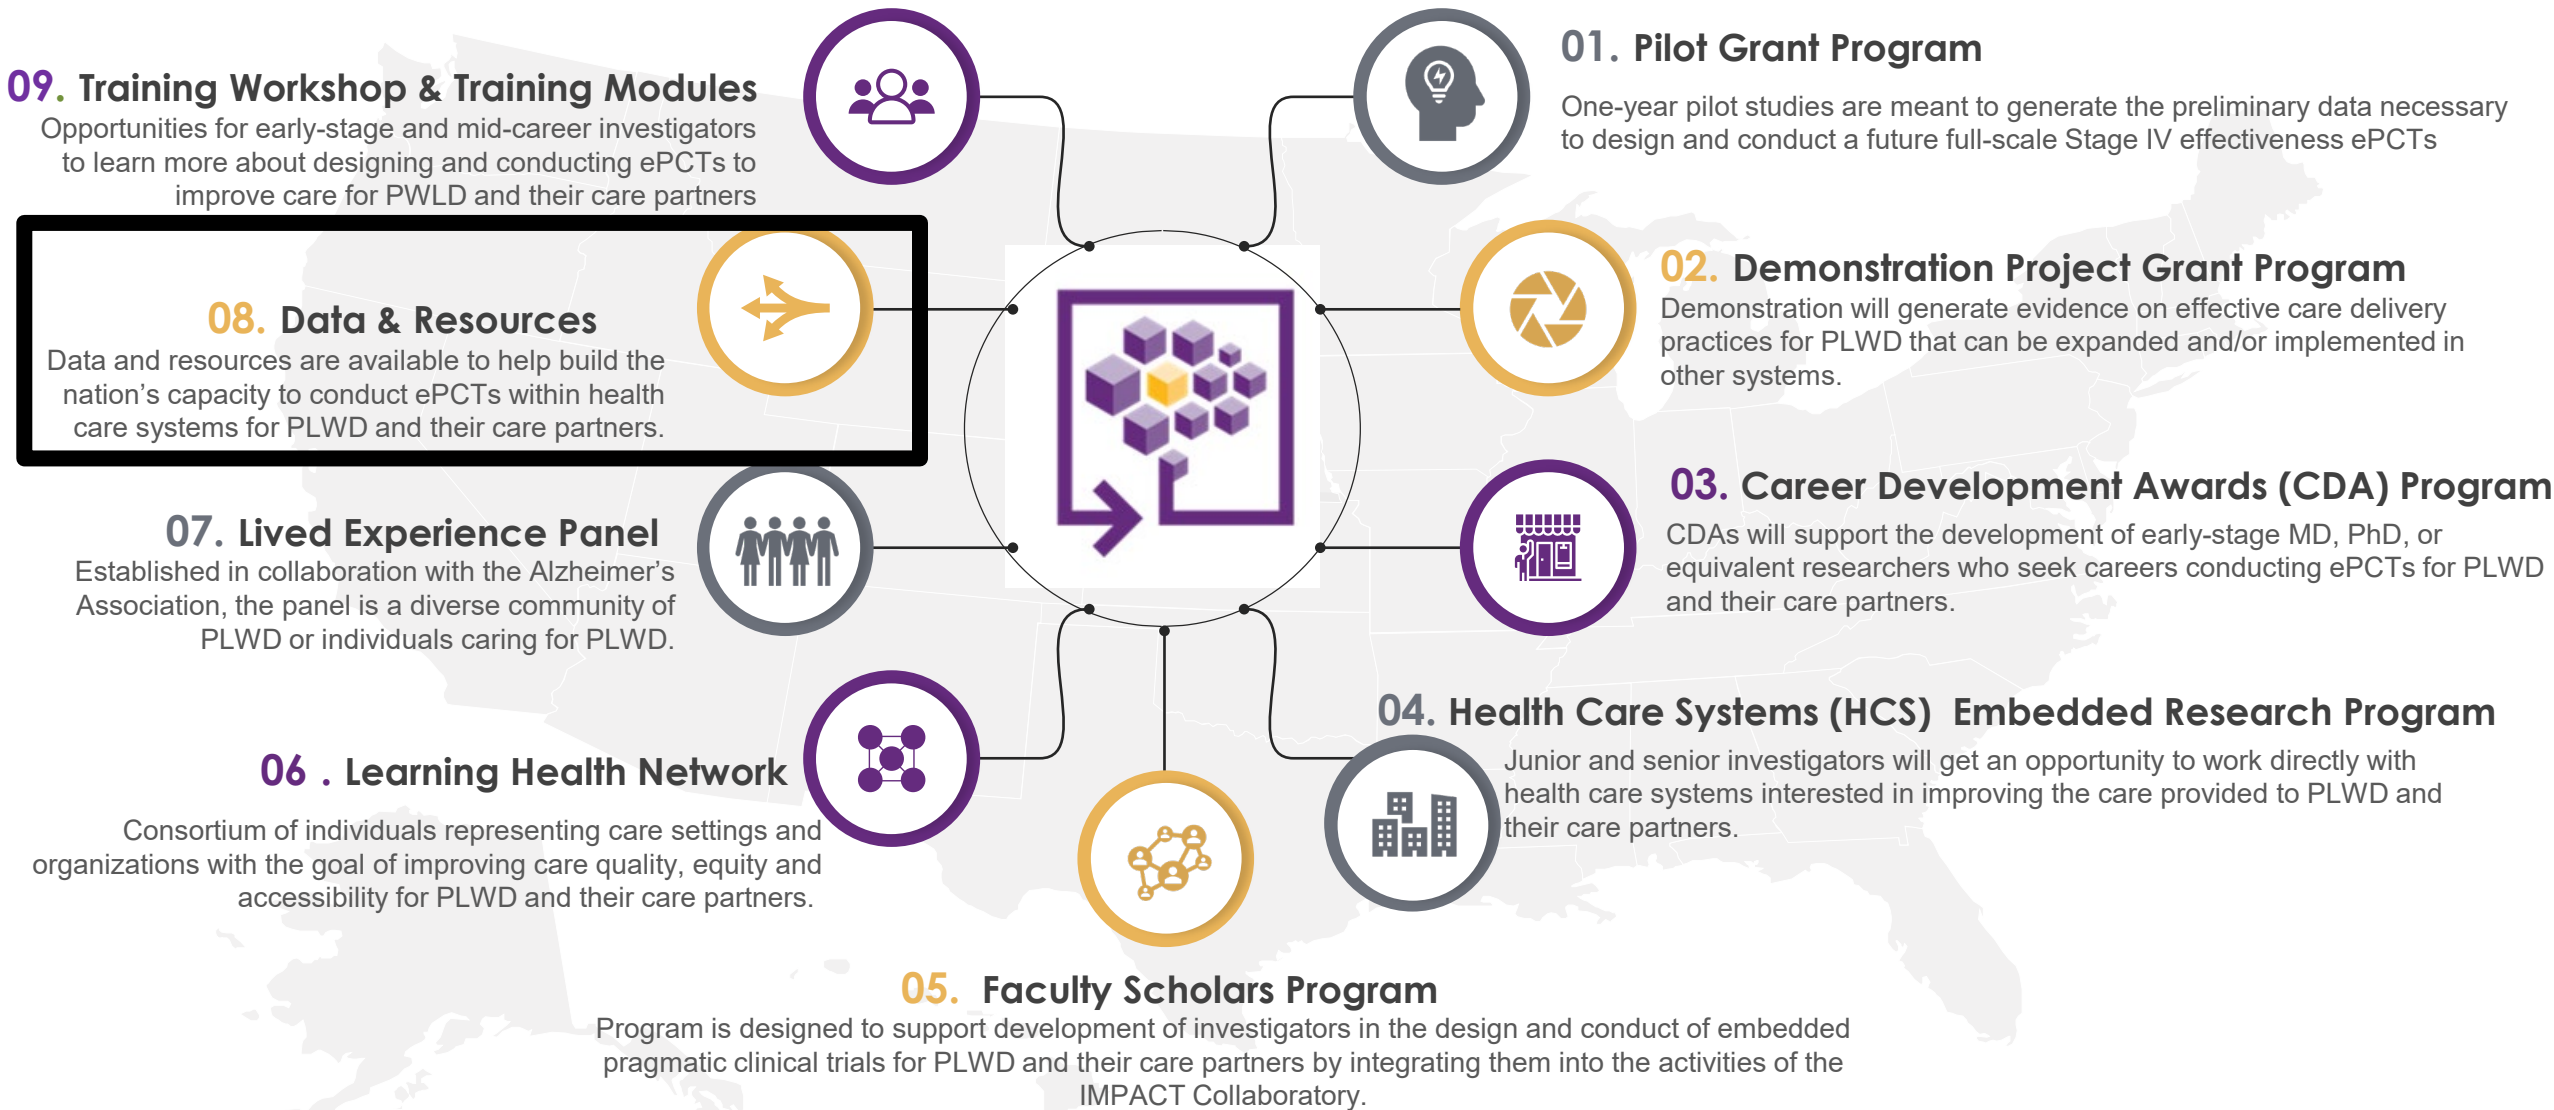 01. Pilot Grant Program
One-year pilot studies are meant to generate the preliminary data necessary
to design and conduct a future full-scale Stage IV effectiveness ePCTs
02. Demonstration Project Grant Program
Demonstration will generate evidence on effective care delivery
practices for PLWD that can be expanded and/or implemented in
other systems.
03. Career Development Awards (CDA) Program
CDAs will support the development of early-stage MD, PhD, or
equivalent researchers who seek careers conducting ePCTs for PLWD
and their care partners.
04. Health Care Systems (HCS) Embedded Research Program
Junior and senior investigators will get an opportunity to work directly with
health care systems interested in improving the care provided to PLWD and
their care partners.
05. Faculty Scholars Program
Program is designed to support development of investigators in the design and conduct of embedded
pragmatic clinical trials for PLWD and their care partners by integrating them into the activities of the
IMPACT Collaboratory.
06 . Learning Health Network
Consortium of individuals representing care settings and
organizations with the goal of improving care quality, equity and
accessibility for PLWD and their care partners.
07. Lived Experience Panel
Established in collaboration with the Alzheimer's
Association, the panel is a diverse community of
PLWD or individuals caring for PLWD.
08. Data & Resources
Data and resources are available to help build the
nation's capacity to conduct ePCTs within health
care systems for PLWD and their care partners.
09. Training Workshop & Training Modules
Opportunities for early-stage and mid-career investigators
to learn more about designing and conducting ePCTs to
improve care for PWLD and their care partners